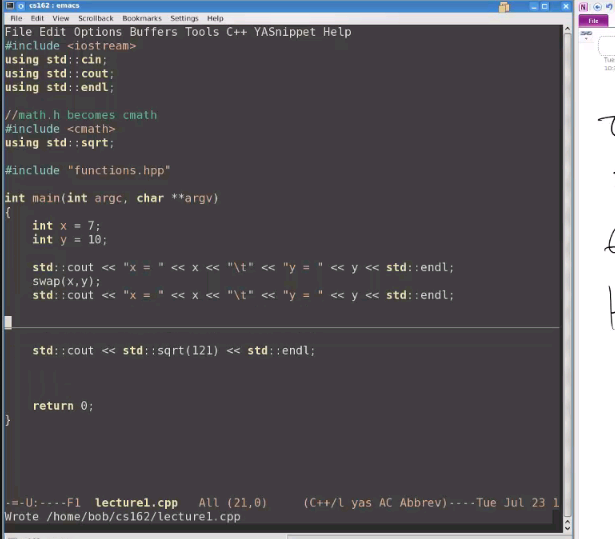 cs162 : emacs
File Edit View Scrollback Bookmarks Settings Help
File Edit Options Buffers Tools C++ YASnippet Help
#include <iostream>
using std::cin;
using std::cout;
using std::endl;
//math.h becomes cmath
#include <cmath>
using std::sqrt;
#include "functions.hpp"
int main(int argc, char **argv)
{
int x = 7;
int y = 10;
std::cout << "x = " << x << "\t" << "y = " << y << std::endl;
swap(x,y);
std::cout << "x = " << x << "\t" << "y = " << y << std::endl;
std::cout << std::sqrt(121) << std::endl;
return 0;
}
-=-U:----F1 lecture1.cpp All (21,0) (C++/l yas AC Abbrev)----Tue Jul 23 1
Wrote /home/bob/cs162/lecture1.cpp
File
Tue